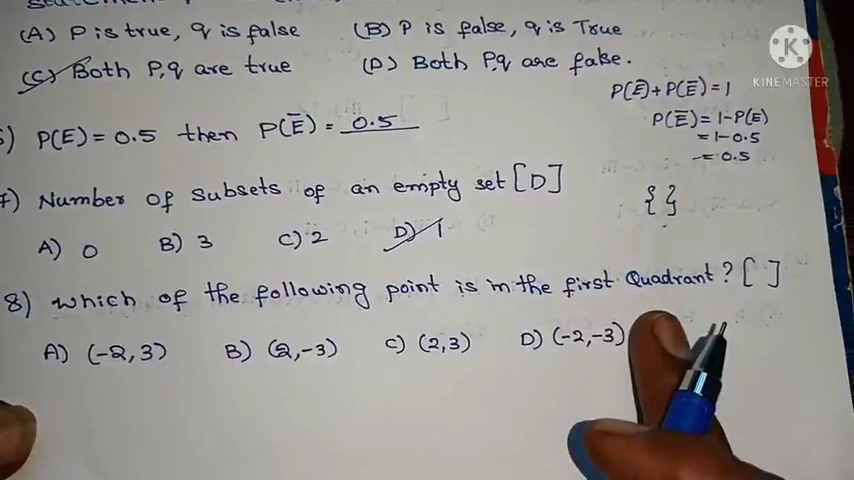 (A) P is true, q is false (B) P is false, q is True
(C) Both P,q are true (D) Both P,q are false.
P(E)+P(E̅)=1
P(E̅)=1-P(E)
=1-0.5
= 0.5
) P(E)=0.5 then P(E̅)= 0.5
7) Number of subsets of an empty set [D]
{ }
A) 0 B) 3 C) 2 D) 1
8) which of the following point is in the first Quadrant? [ ]
A) (-2,3) B) (2,-3) C) (2,3) D) (-2,-3)
KINEMASTER